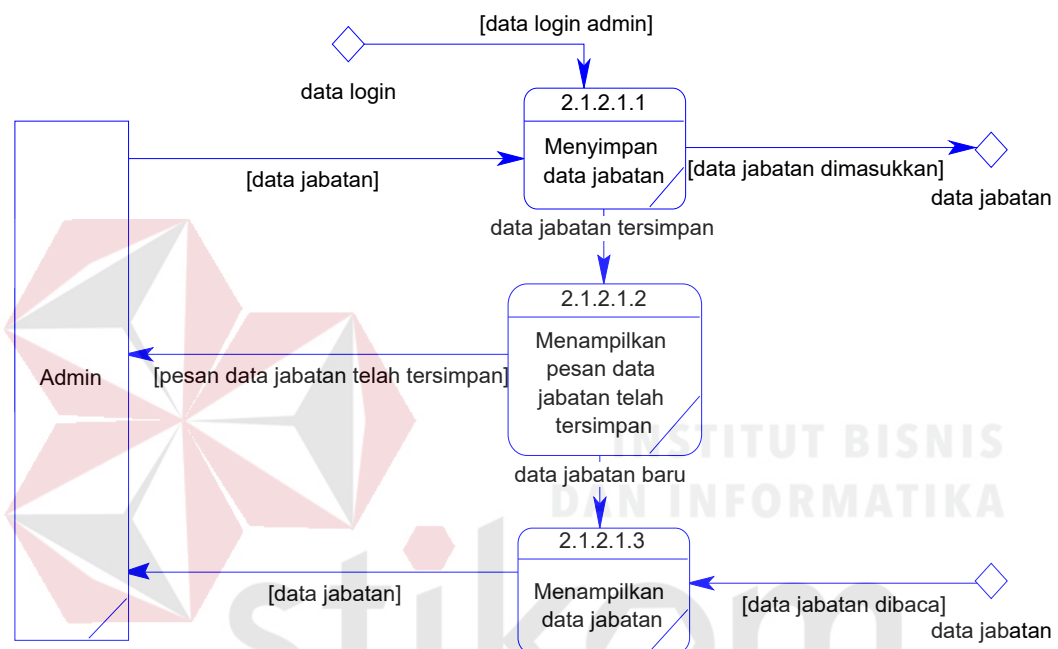 [data login admin]
data login
2.1.2.1.1
Menyimpan
data jabatan
[data jabatan]
[data jabatan dimasukkan]
data jabatan
data jabatan tersimpan
2.1.2.1.2
Menampilkan
pesan data
jabatan telah
tersimpan
Admin
[pesan data jabatan telah tersimpan]
INSTITUT BISNIS
DAN INFORMATIKA
data jabatan baru
2.1.2.1.3
Menampilkan
data jabatan
[data jabatan]
[data jabatan dibaca]
data jabatan
stikom